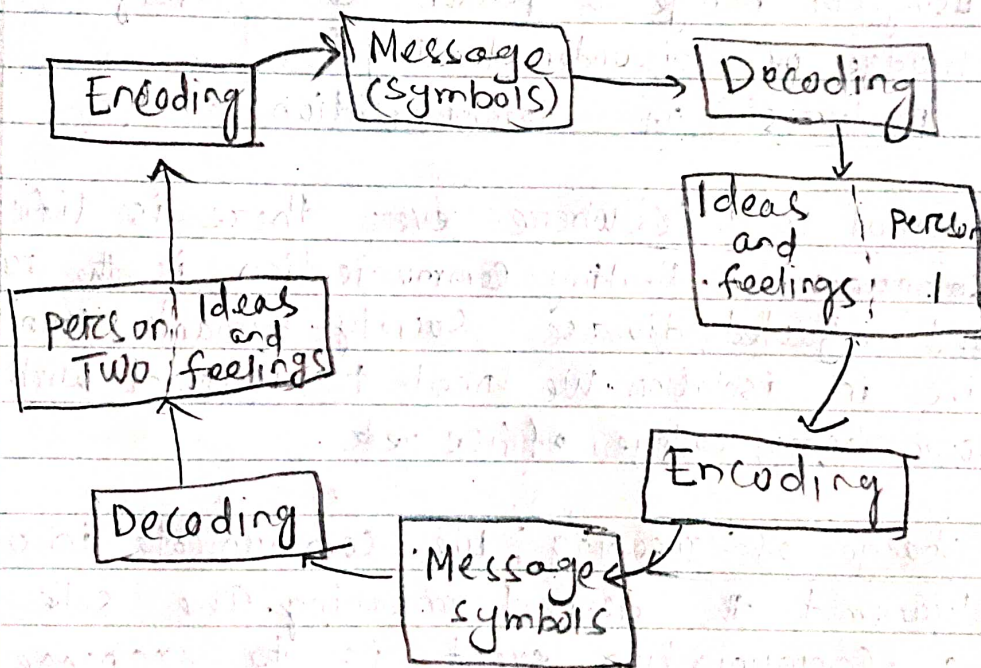 Encoding
Message
(Symbols)
Decoding
Ideas
and
feelings
Person
1
Encoding
Message
symbols
Decoding
Person
TWO
Ideas
and
feelings